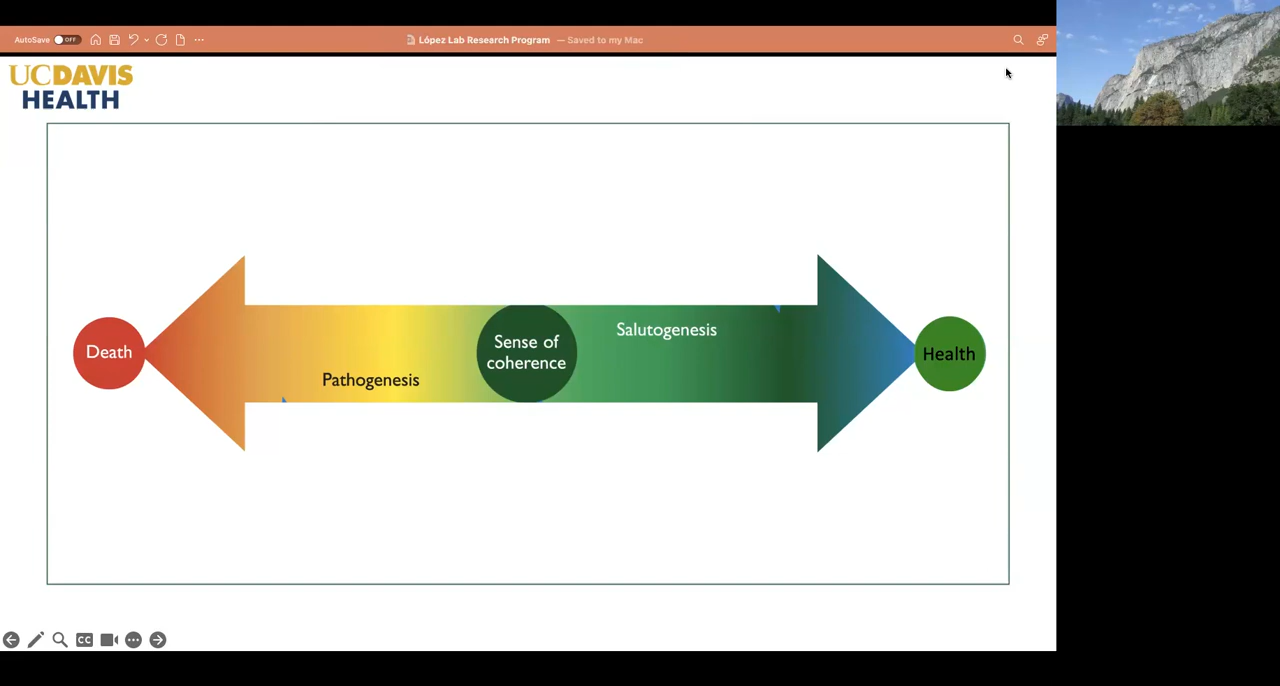 AutoSave OFF
López Lab Research Program — Saved to my Mac
UCDAVIS
HEALTH
Death
Pathogenesis
Sense of
coherence
Salutogenesis
Health
CC